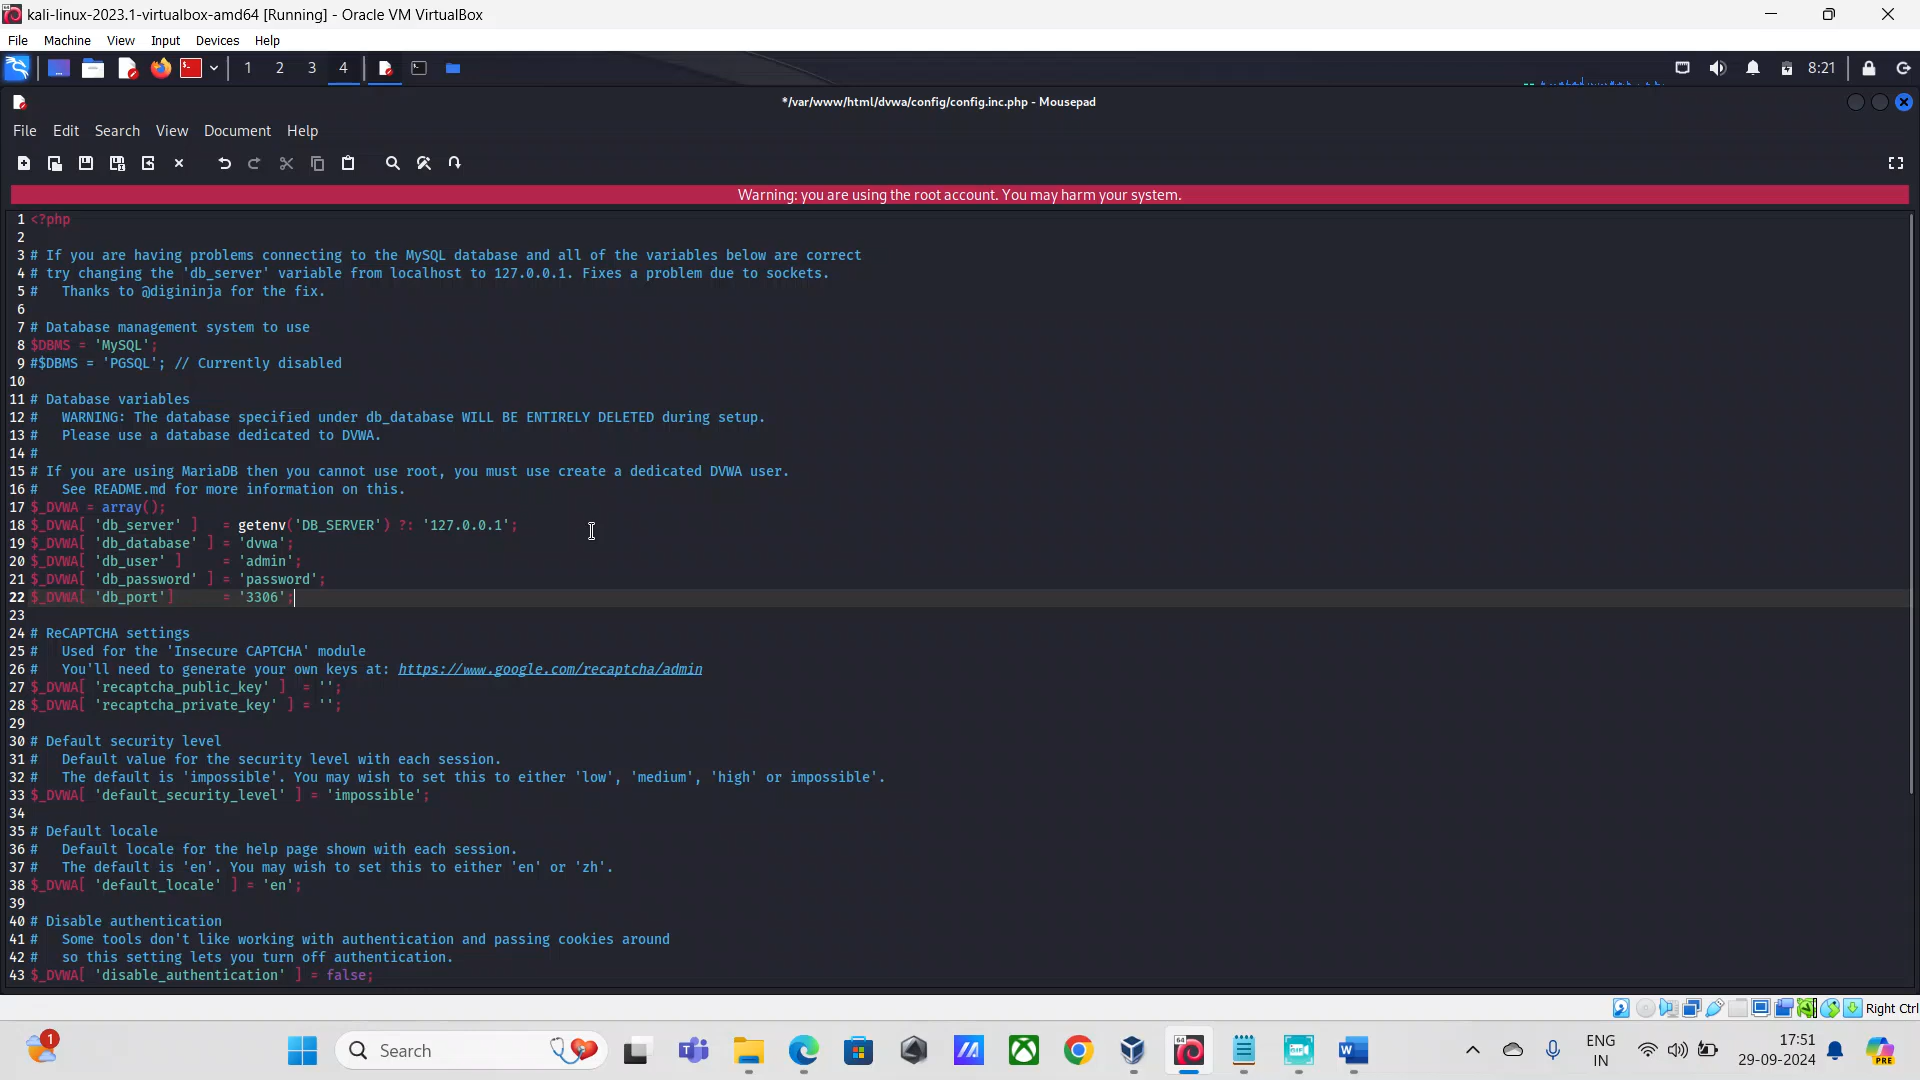 kali-linux-2023.1-virtualbox-amd64 [Running] - Oracle VM VirtualBox
File Machine View Input Devices Help
1 2 3 4 8:21
*/var/www/html/dvwa/config/config.inc.php - Mousepad
File Edit Search View Document Help
Warning: you are using the root account. You may harm your system.
1 <?php
2
3 # If you are having problems connecting to the MySQL database and all of the variables below are correct
4 # try changing the 'db_server' variable from localhost to 127.0.0.1. Fixes a problem due to sockets.
5 #   Thanks to @digininja for the fix.
6
7 # Database management system to use
8 $DBMS = 'MySQL';
9 #$DBMS = 'PGSQL'; // Currently disabled
10
11 # Database variables
12 #   WARNING: The database specified under db_database WILL BE ENTIRELY DELETED during setup.
13 #   Please use a database dedicated to DVWA.
14 #
15 # If you are using MariaDB then you cannot use root, you must use create a dedicated DVWA user.
16 #   See README.md for more information on this.
17 $_DVWA = array();
18 $_DVWA[ 'db_server' ]   = getenv('DB_SERVER') ?: '127.0.0.1';
19 $_DVWA[ 'db_database' ] = 'dvwa';
20 $_DVWA[ 'db_user' ]     = 'admin';
21 $_DVWA[ 'db_password' ] = 'password';
22 $_DVWA[ 'db_port']      = '3306';
23
24 # ReCAPTCHA settings
25 #   Used for the 'Insecure CAPTCHA' module
26 #   You'll need to generate your own keys at: https://www.google.com/recaptcha/admin
27 $_DVWA[ 'recaptcha_public_key' ]  = '';
28 $_DVWA[ 'recaptcha_private_key' ] = '';
29
30 # Default security level
31 #   Default value for the security level with each session.
32 #   The default is 'impossible'. You may wish to set this to either 'low', 'medium', 'high' or impossible'.
33 $_DVWA[ 'default_security_level' ] = 'impossible';
34
35 # Default locale
36 #   Default locale for the help page shown with each session.
37 #   The default is 'en'. You may wish to set this to either 'en' or 'zh'.
38 $_DVWA[ 'default_locale' ] = 'en';
39
40 # Disable authentication
41 #   Some tools don't like working with authentication and passing cookies around
42 #   so this setting lets you turn off authentication.
43 $_DVWA[ 'disable_authentication' ] = false;
Right Ctrl
1 Search ENG 17:51
IN 29-09-2024 PRE